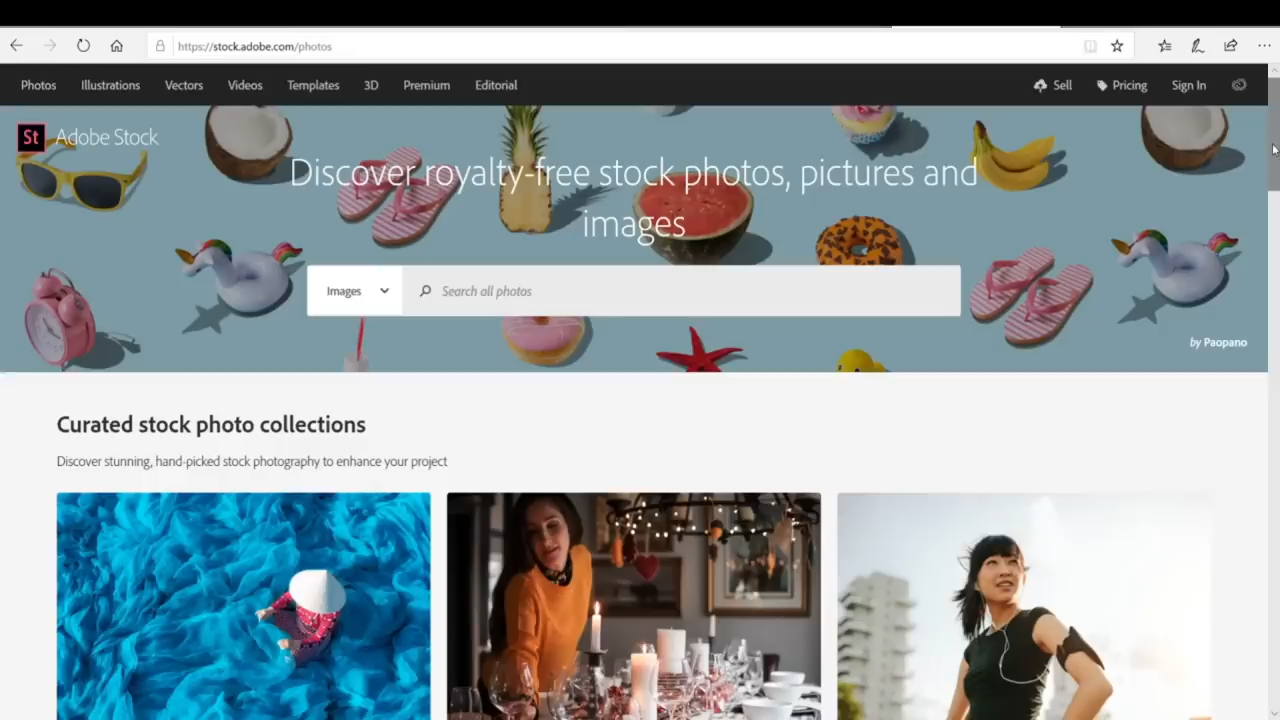 https://stock.adobe.com/photos
Photos Illustrations Vectors Videos Templates 3D Premium Editorial Sell Pricing Sign In
St Adobe Stock
Discover royalty-free stock photos, pictures and
images
Images Search all photos
by Paopano
Curated stock photo collections
Discover stunning, hand-picked stock photography to enhance your project